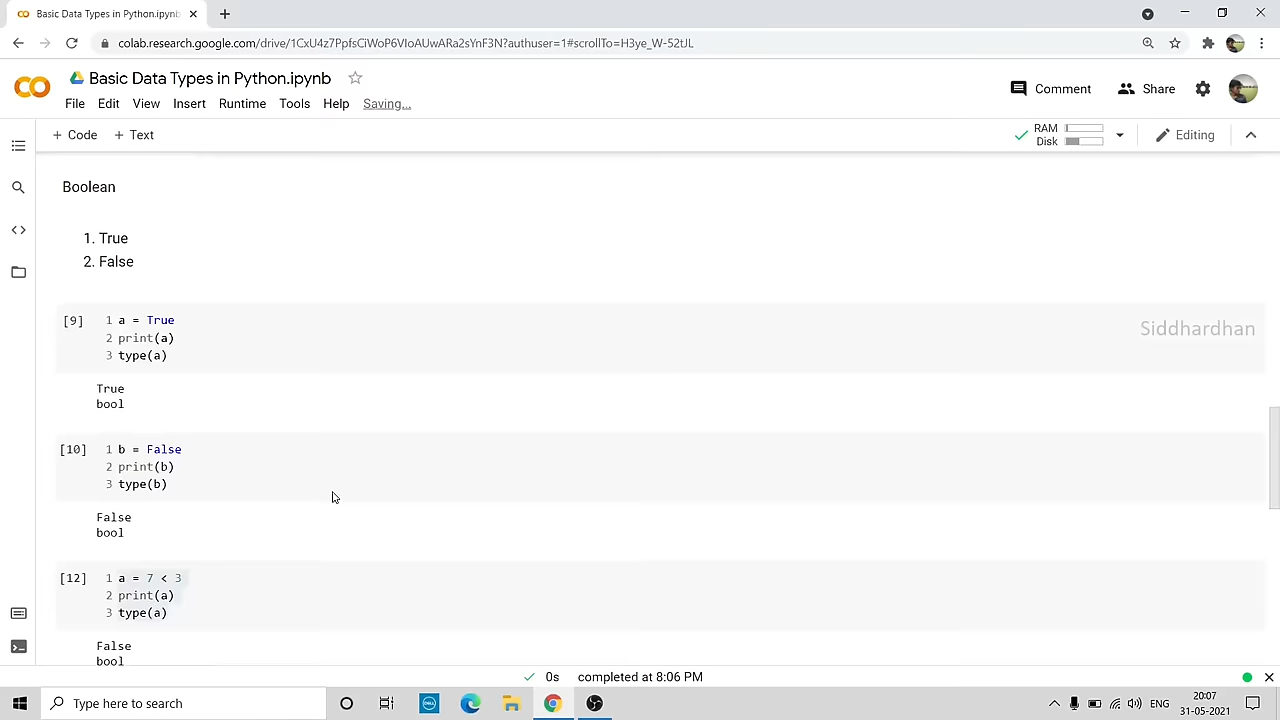 Basic Data Types in Python.ipynb
colab.research.google.com/drive/1CxU4z7PpfsCiWoP6VIoAUwARa2sYnF3N?authuser=1#scrollTo=H3ye_W-52tJL
Basic Data Types in Python.ipynb
Comment
Share
File Edit View Insert Runtime Tools Help Saving...
+ Code + Text
RAM
Disk
Editing
Boolean
1. True
2. False
[9] 1 a = True
2 print(a)
3 type(a)
Siddhardhan
True
bool
[10] 1 b = False
2 print(b)
3 type(b)
False
bool
[12] 1 a = 7 < 3
2 print(a)
3 type(a)
False
bool
0s completed at 8:06 PM
Type here to search
DELL
ENG
20:07
31-05-2021